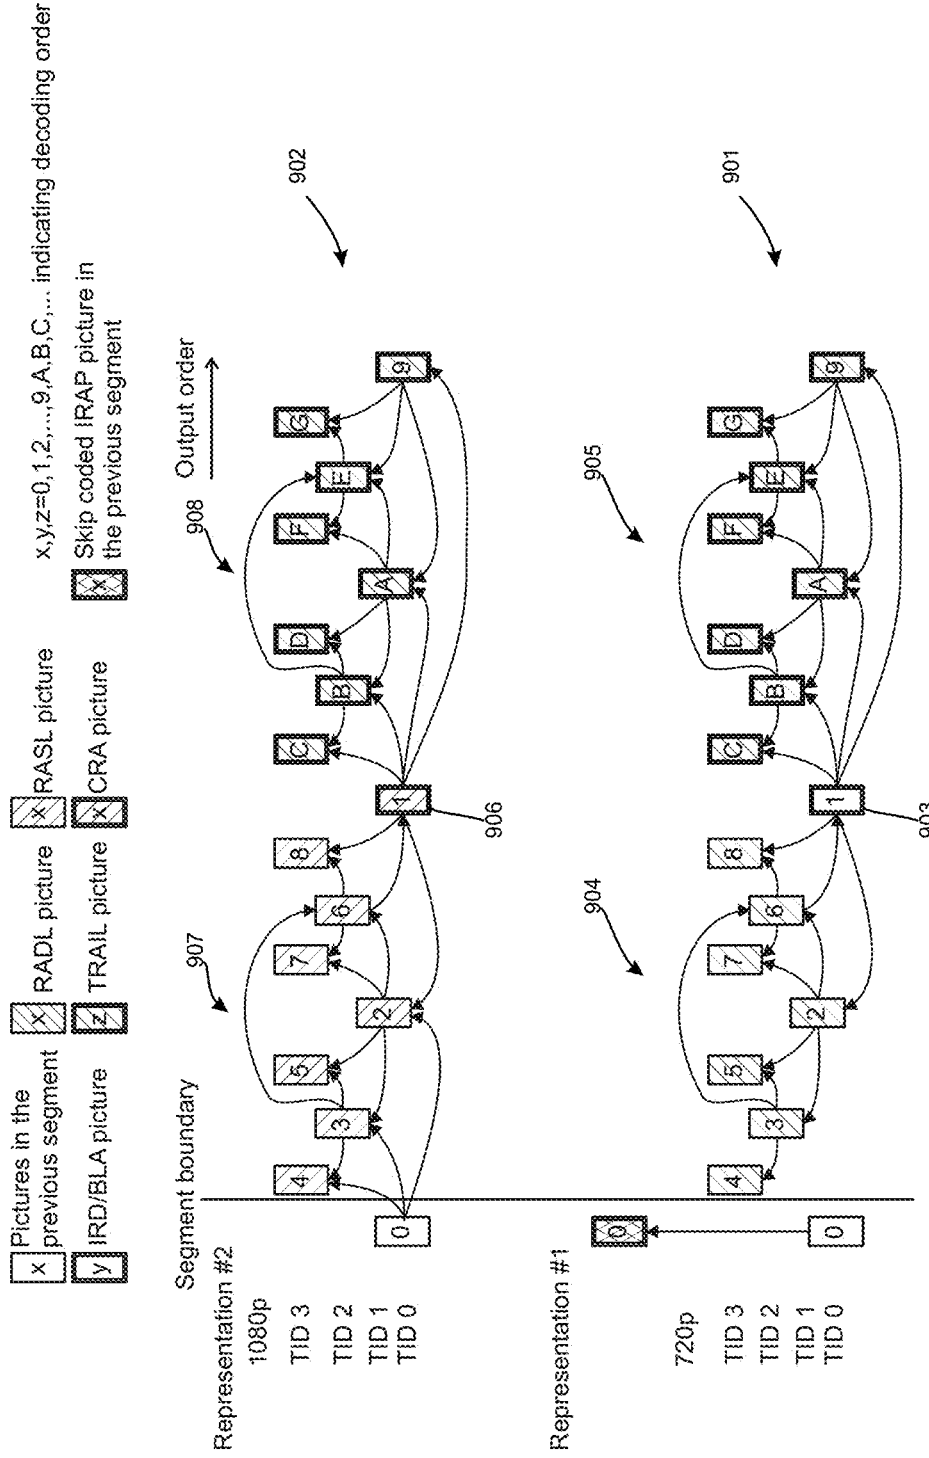 x Pictures in the
previous segment
x RADL picture
x RASL picture
x,y,z=0,1,2,...,9,A,B,C,... indicating decoding order
y IRD/BLA picture
z TRAIL picture
x CRA picture
x Skip coded IRAP picture in
the previous segment
Segment boundary
Output order
Representation #2
1080p
TID 3
TID 2
TID 1
TID 0
907
908
902
4 5 7 8 C D F G
3 6 B E
2 A
0 1 9
906
Representation #1
720p
TID 3
TID 2
TID 1
TID 0
0
904
905
901
4 5 7 8 C D F G
3 6 B E
2 A
0 1 9
903